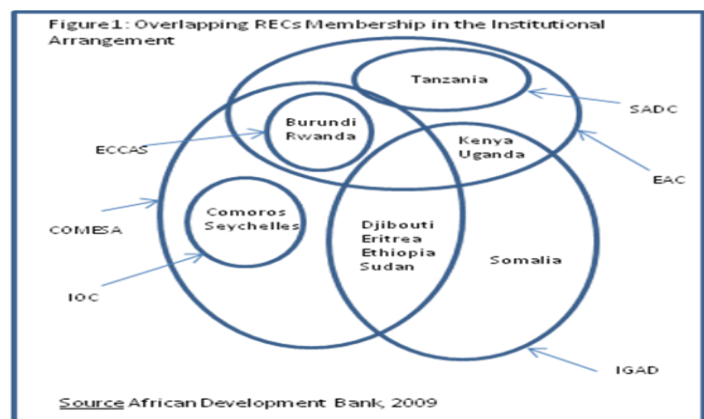 Figure1: Overlapping RECs Membership in the Institutional
Arrangement
Tanzania
SADC
Burundi
Rwanda
Kenya
Uganda
ECCAS
EAC
Comoros
Seychelles
COMESA
Djibouti
Eritrea
Ethiopia
Sudan
Somalia
IOC
IGAD
Source African Development Bank, 2009